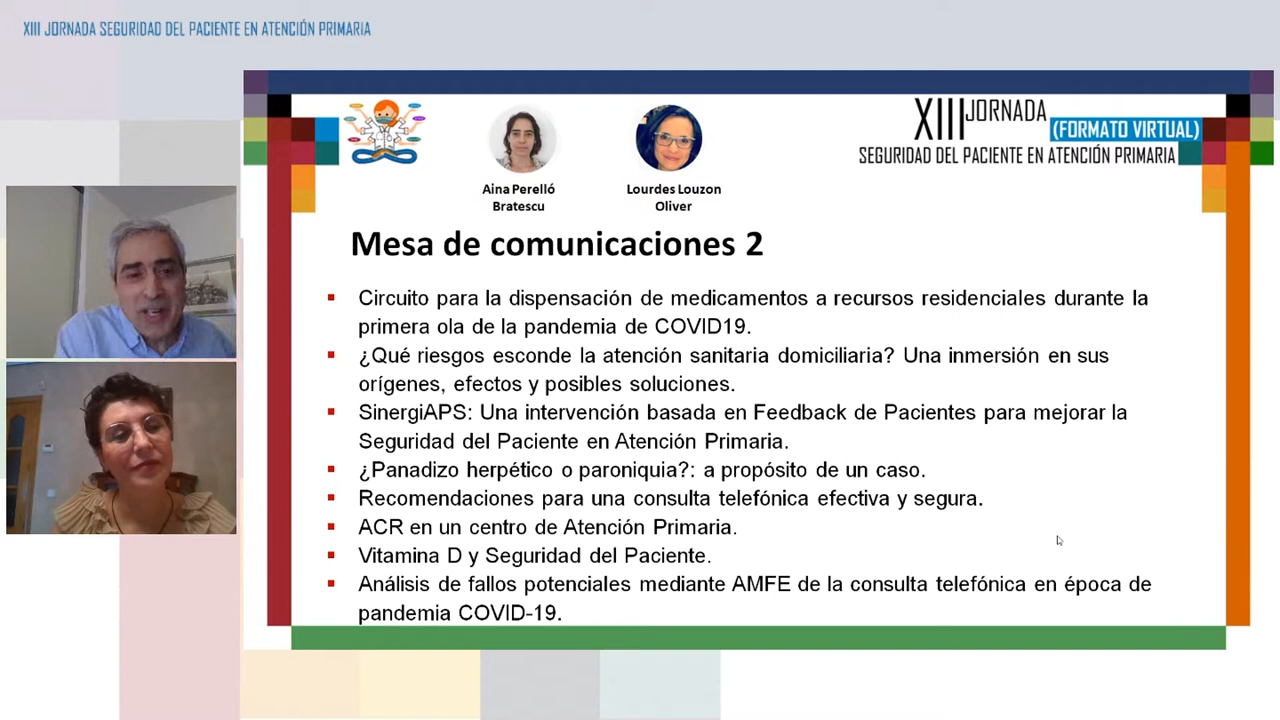 XIII JORNADA SEGURIDAD DEL PACIENTE EN ATENCIÓN PRIMARIA
XIII JORNADA
(FORMATO VIRTUAL)
SEGURIDAD DEL PACIENTE EN ATENCIÓN PRIMARIA
Aina Perelló
Bratescu
Lourdes Louzon
Oliver
Mesa de comunicaciones 2
▪ Circuito para la dispensación de medicamentos a recursos residenciales durante la
primera ola de la pandemia de COVID19.
▪ ¿Qué riesgos esconde la atención sanitaria domiciliaria? Una inmersión en sus
orígenes, efectos y posibles soluciones.
▪ SinergiAPS: Una intervención basada en Feedback de Pacientes para mejorar la
Seguridad del Paciente en Atención Primaria.
▪ ¿Panadizo herpético o paroniquia?: a propósito de un caso.
▪ Recomendaciones para una consulta telefónica efectiva y segura.
▪ ACR en un centro de Atención Primaria.
▪ Vitamina D y Seguridad del Paciente.
▪ Análisis de fallos potenciales mediante AMFE de la consulta telefónica en época de
pandemia COVID-19.